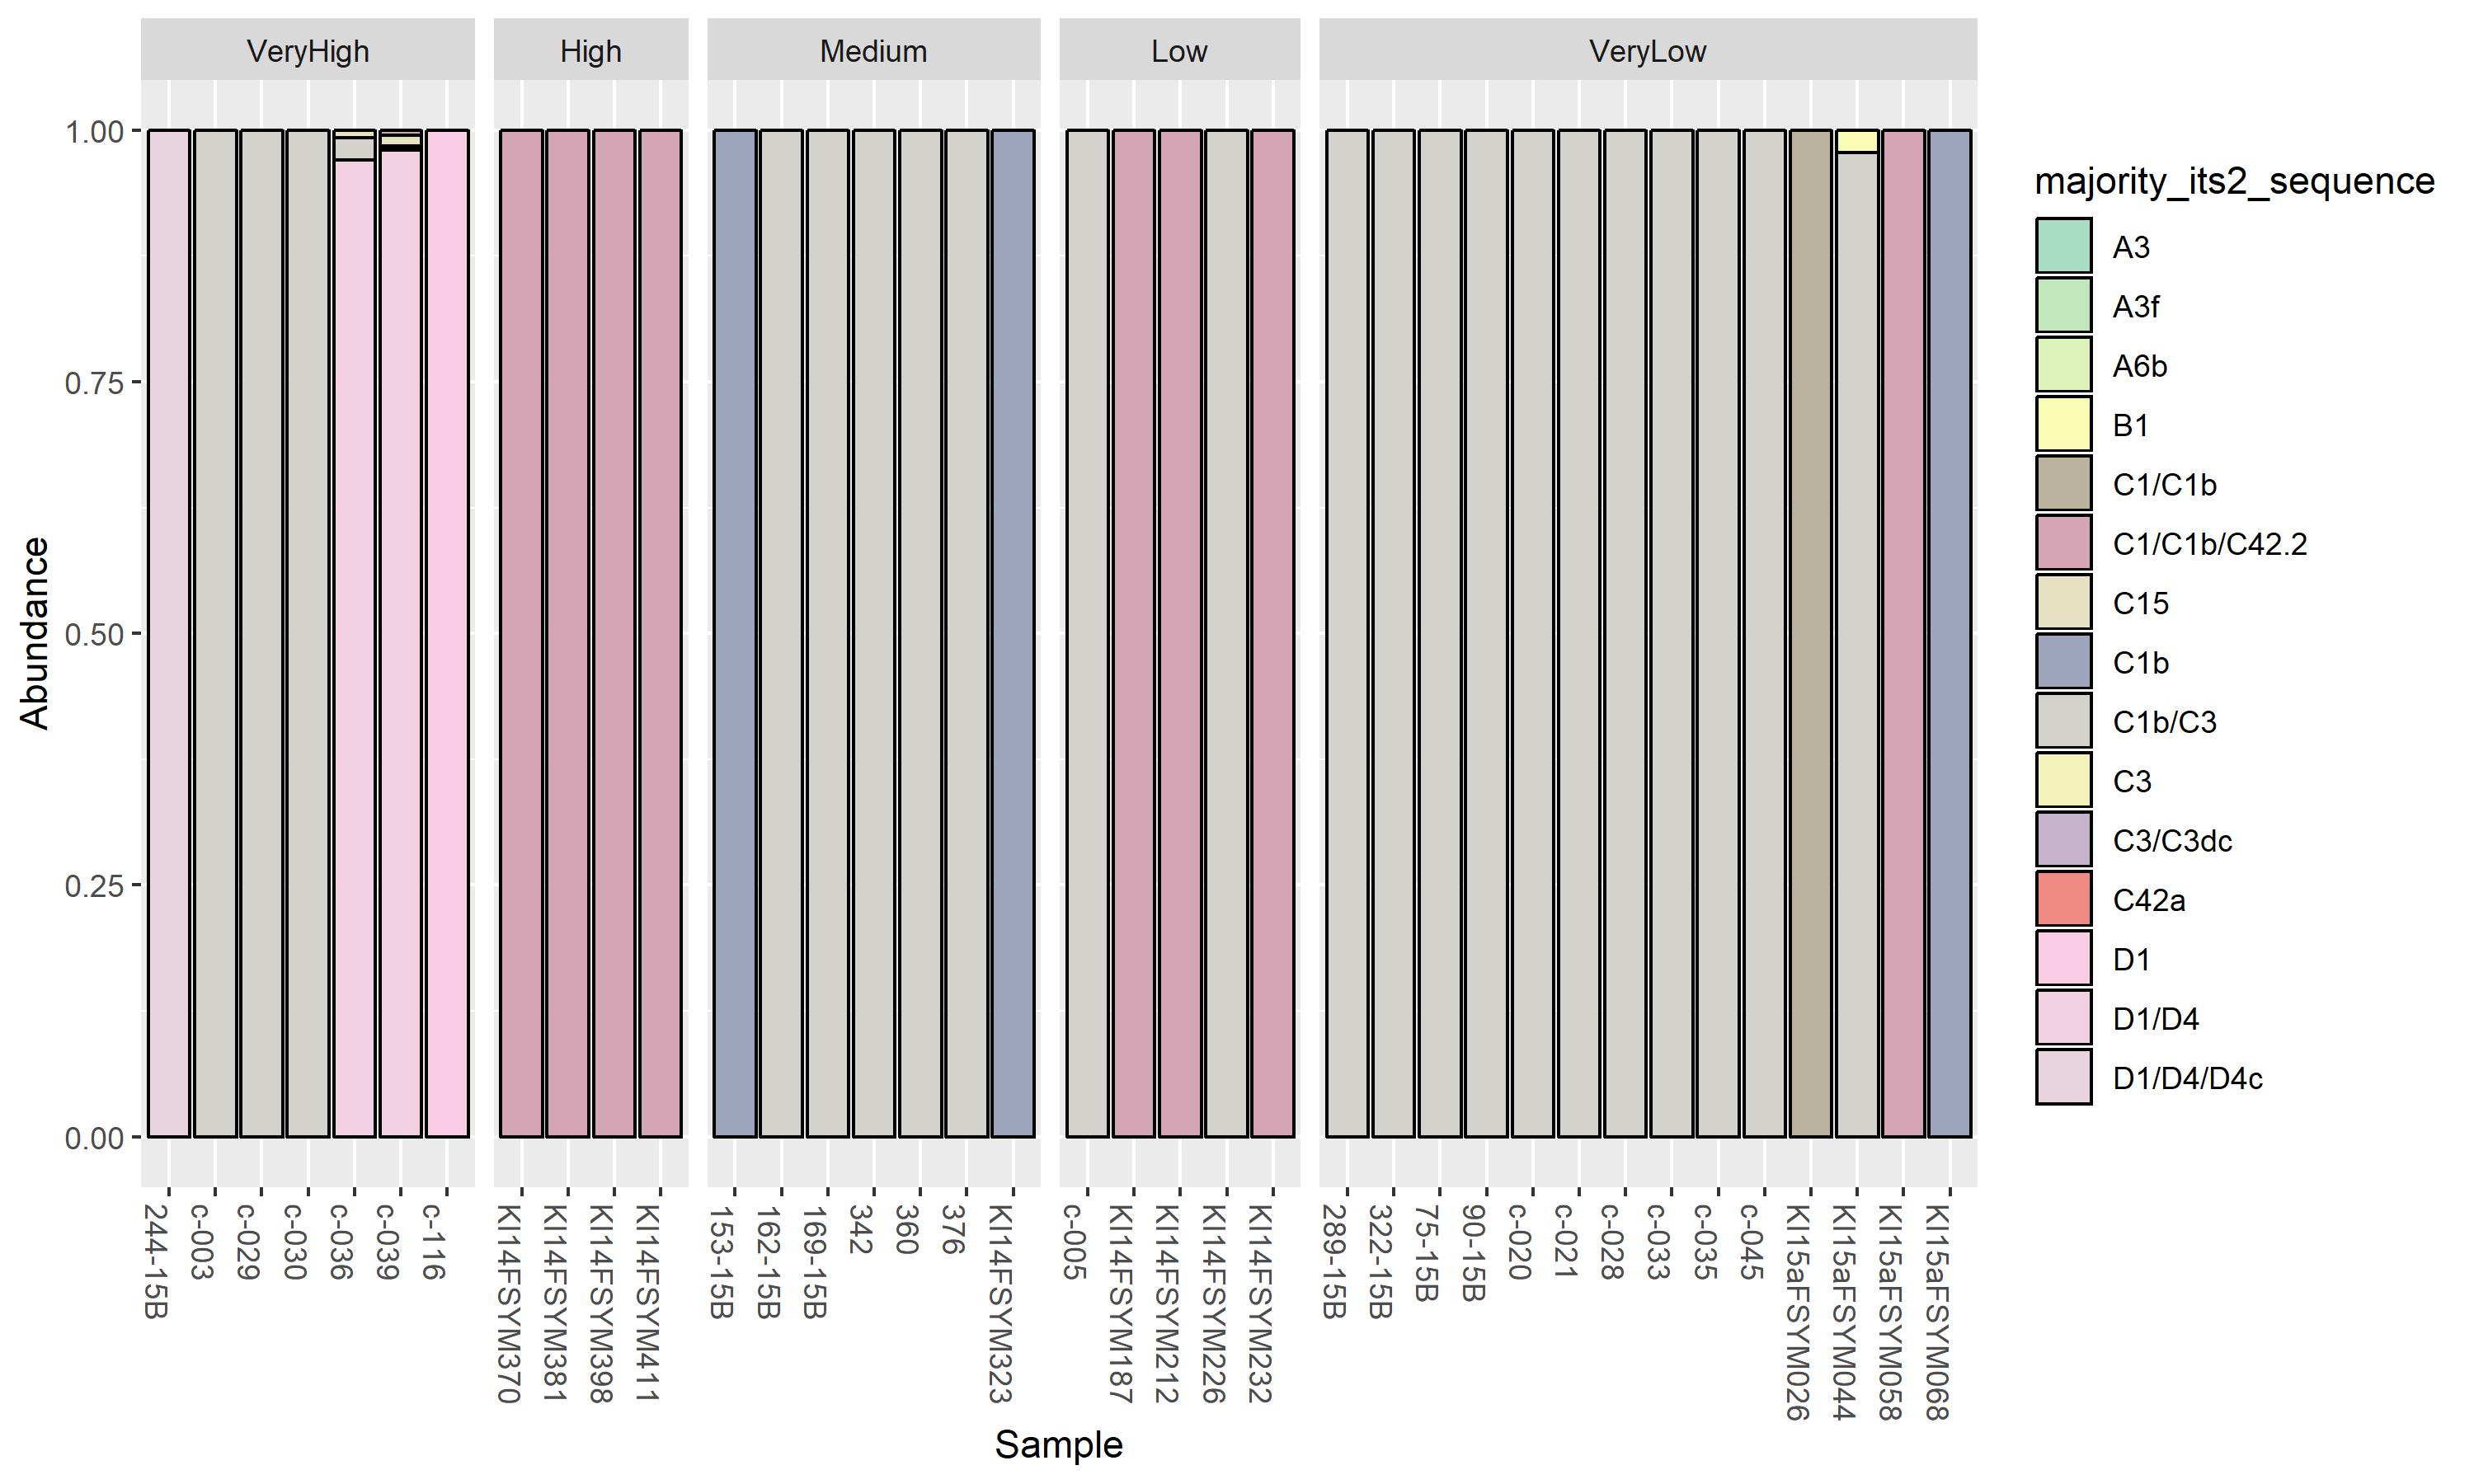 VeryHigh High Medium Low VeryLow
Abundance
1.00
0.75
0.50
0.25
0.00
244-15B
c-003
c-029
c-030
c-036
c-039
c-116
KI14FSYM370
KI14FSYM381
KI14FSYM398
KI14FSYM411
153-15B
162-15B
169-15B
342
360
376
KI14FSYM323
c-005
KI14FSYM187
KI14FSYM212
KI14FSYM226
KI14FSYM232
289-15B
322-15B
75-15B
90-15B
c-020
c-021
c-028
c-033
c-035
c-045
KI15aFSYM026
KI15aFSYM044
KI15aFSYM058
KI15aFSYM068
Sample
majority_its2_sequence
A3
A3f
A6b
B1
C1/C1b
C1/C1b/C42.2
C15
C1b
C1b/C3
C3
C3/C3dc
C42a
D1
D1/D4
D1/D4/D4c